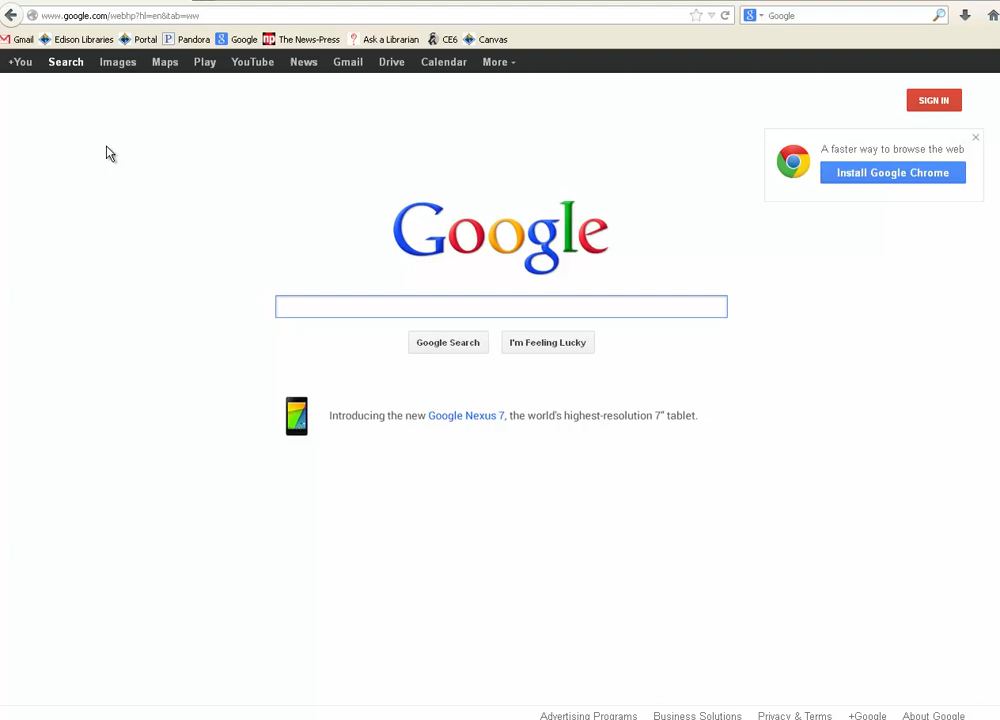 www.google.com/webhp?hl=en&tab=ww
Google
Gmail Edison Libraries Portal Pandora Google The News-Press Ask a Librarian CE6 Canvas
+You Search Images Maps Play YouTube News Gmail Drive Calendar More
SIGN IN
A faster way to browse the web
Install Google Chrome
Google
Google Search I'm Feeling Lucky
Introducing the new Google Nexus 7, the world's highest-resolution 7" tablet.
Advertising Programs Business Solutions Privacy & Terms +Google About Google